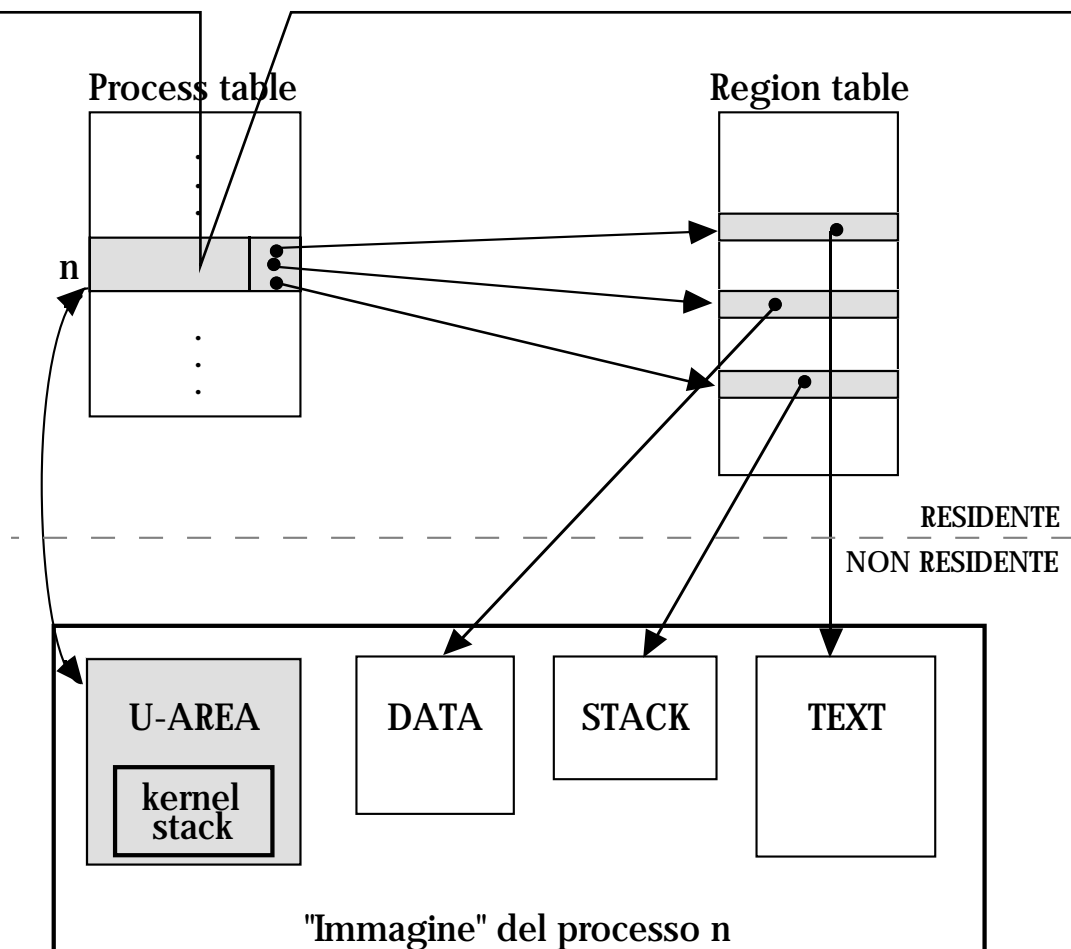 Process table
Region table
n
RESIDENTE
NON RESIDENTE
U-AREA
DATA
STACK
TEXT
kernel
stack
"Immagine" del processo n